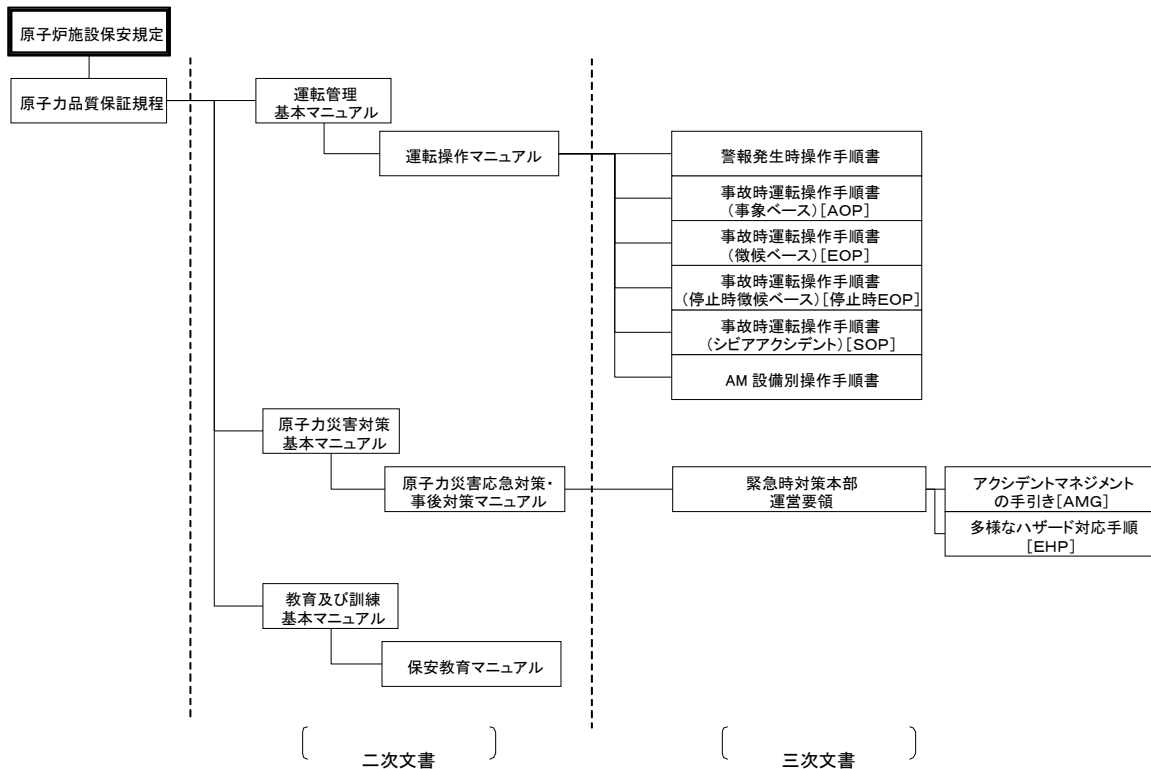 原子炉施設保安規定
原子力品質保証規程
運転管理
基本マニュアル
運転操作マニュアル
警報発生時操作手順書
事故時運転操作手順書
(事象ベース)[AOP]
事故時運転操作手順書
(徴候ベース)[EOP]
事故時運転操作手順書
(停止時徴候ベース)[停止時EOP]
事故時運転操作手順書
(シビアアクシデント)[SOP]
AM 設備別操作手順書
原子力災害対策
基本マニュアル
原子力災害応急対策・
事後対策マニュアル
緊急時対策本部
運営要領
アクシデントマネジメント
の手引き[AMG]
多様なハザード対応手順
[EHP]
教育及び訓練
基本マニュアル
保安教育マニュアル
二次文書
三次文書